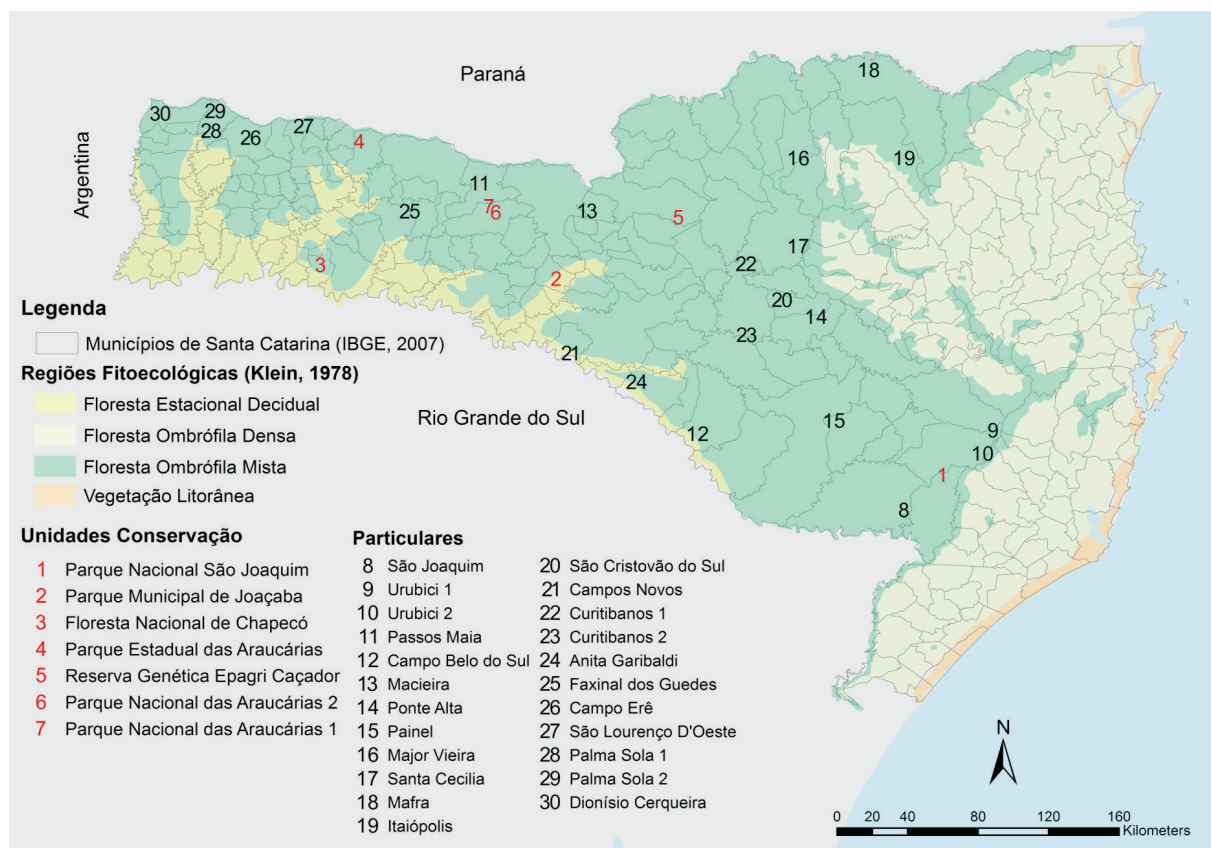 Paraná
18
30
29
28
26
27
4
16
19
Argentina
11
25
7
6
13
5
17
3
2
22
20
14
23
21
24
15
12
9
10
1
8
Rio Grande do Sul
Legenda
Municípios de Santa Catarina (IBGE, 2007)
Regiões Fitoecológicas (Klein, 1978)
Floresta Estacional Decidual
Floresta Ombrófila Densa
Floresta Ombrófila Mista
Vegetação Litorânea
Unidades Conservação
1 Parque Nacional São Joaquim
2 Parque Municipal de Joaçaba
3 Floresta Nacional de Chapecó
4 Parque Estadual das Araucárias
5 Reserva Genética Epagri Caçador
6 Parque Nacional das Araucárias 2
7 Parque Nacional das Araucárias 1
Particulares
8 São Joaquim
9 Urubici 1
10 Urubici 2
11 Passos Maia
12 Campo Belo do Sul
13 Macieira
14 Ponte Alta
15 Painel
16 Major Vieira
17 Santa Cecilia
18 Mafra
19 Itaiópolis
20 São Cristovão do Sul
21 Campos Novos
22 Curitibanos 1
23 Curitibanos 2
24 Anita Garibaldi
25 Faxinal dos Guedes
26 Campo Erê
27 São Lourenço D'Oeste
28 Palma Sola 1
29 Palma Sola 2
30 Dionísio Cerqueira
N
0 20 40 80 120 160
Kilometers